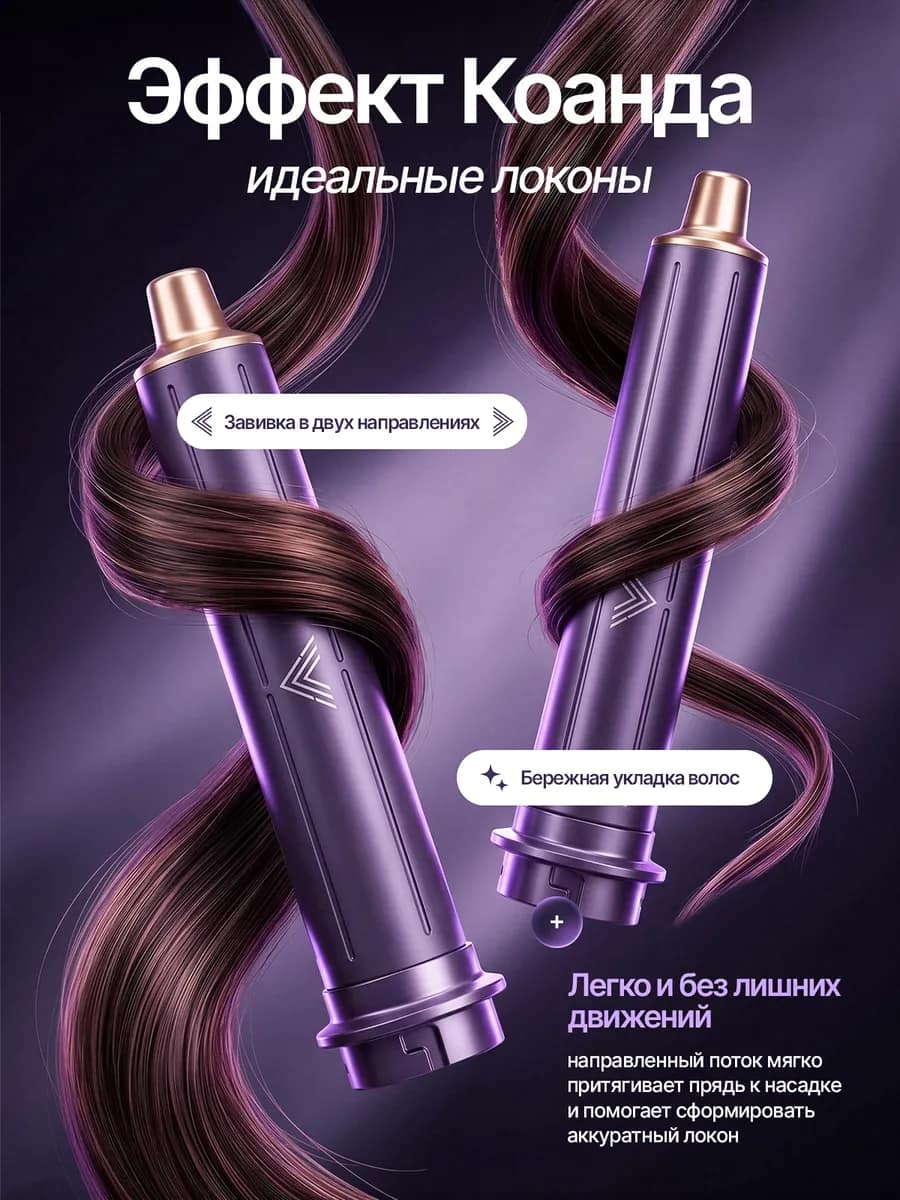 Эффект Коанда
идеальные локоны
Завивка в двух направлениях
Бережная укладка волос
+
Легко и без лишних
движений
направленный поток мягко
притягивает прядь к насадке
и помогает сформировать
аккуратный локон